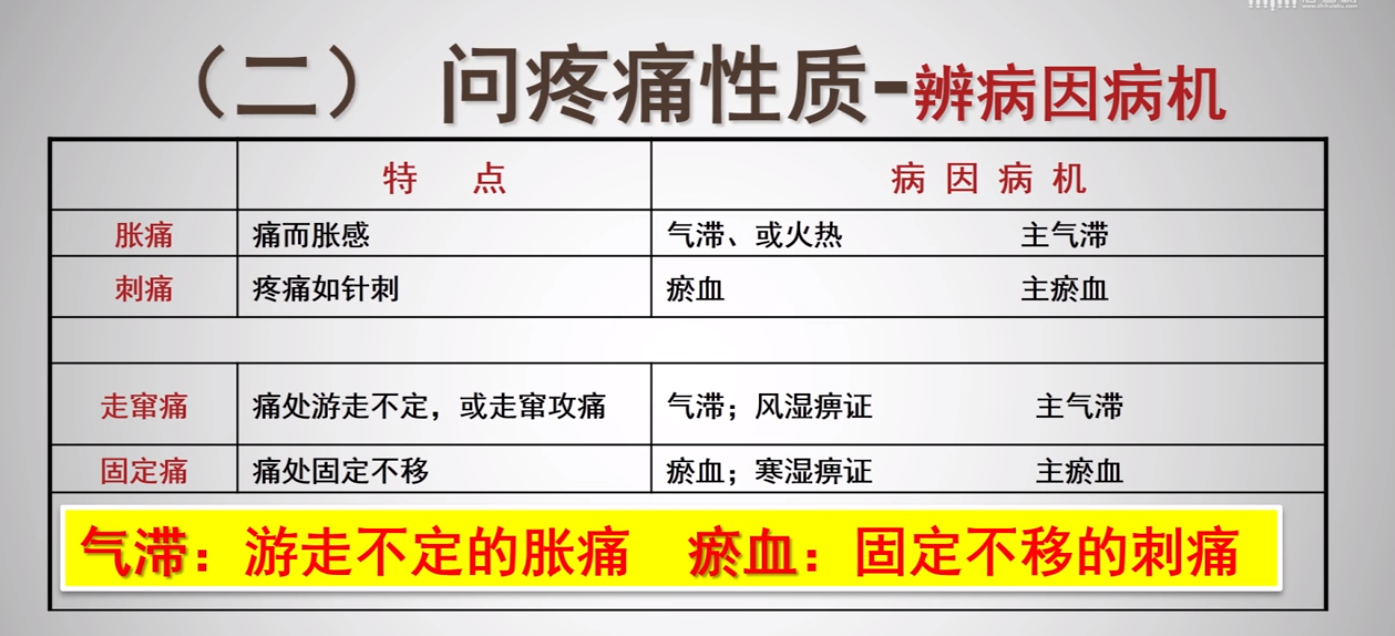 （二） 问疼痛性质-辨病因病机
特 点 病因病机
胀痛 痛而胀感 气滞、或火热 主气滞
刺痛 疼痛如针刺 瘀血 主瘀血
走窜痛 痛处游走不定，或走窜攻痛 气滞；风湿痹证 主气滞
固定痛 痛处固定不移 瘀血；寒湿痹证 主瘀血
气滞：游走不定的胀痛 瘀血：固定不移的刺痛